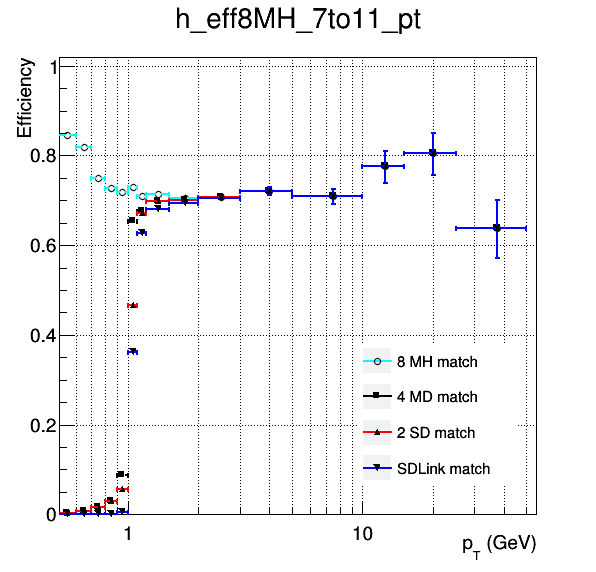 h_eff8MH_7to11_pt
Efficiency
1
0.8
0.6
0.4
0.2
0
8 MH match
4 MD match
2 SD match
SDLink match
1
10
p_T (GeV)